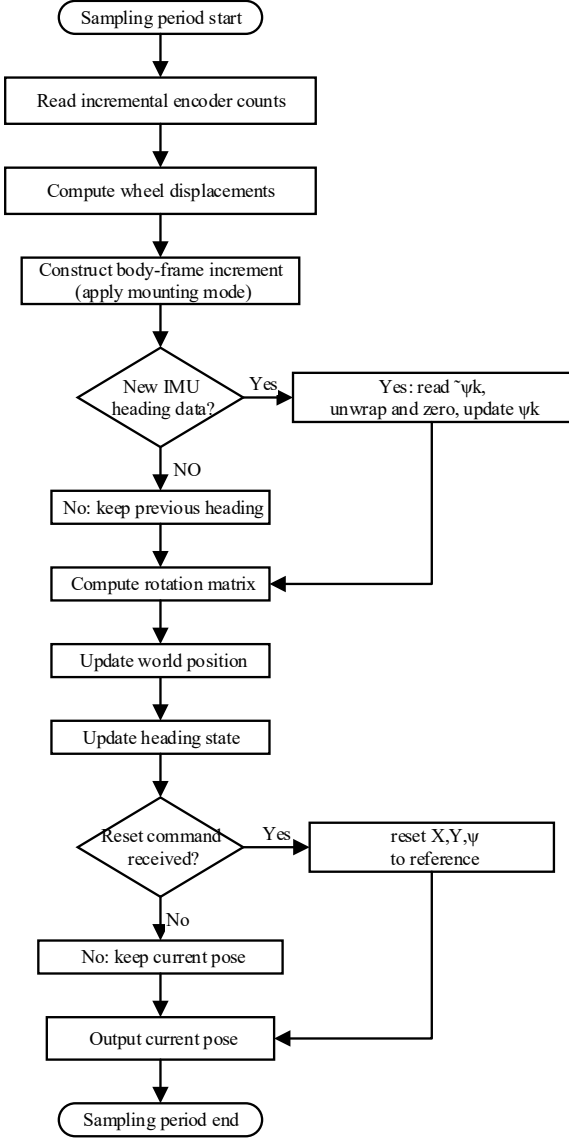 Sampling period start
Read incremental encoder counts
Compute wheel displacements
Construct body-frame increment
(apply mounting mode)
New IMU
heading data?
Yes
Yes: read ˜ψk,
unwrap and zero, update ψk
NO
No: keep previous heading
Compute rotation matrix
Update world position
Update heading state
Reset command
received?
Yes
reset X,Y,ψ
to reference
No
No: keep current pose
Output current pose
Sampling period end